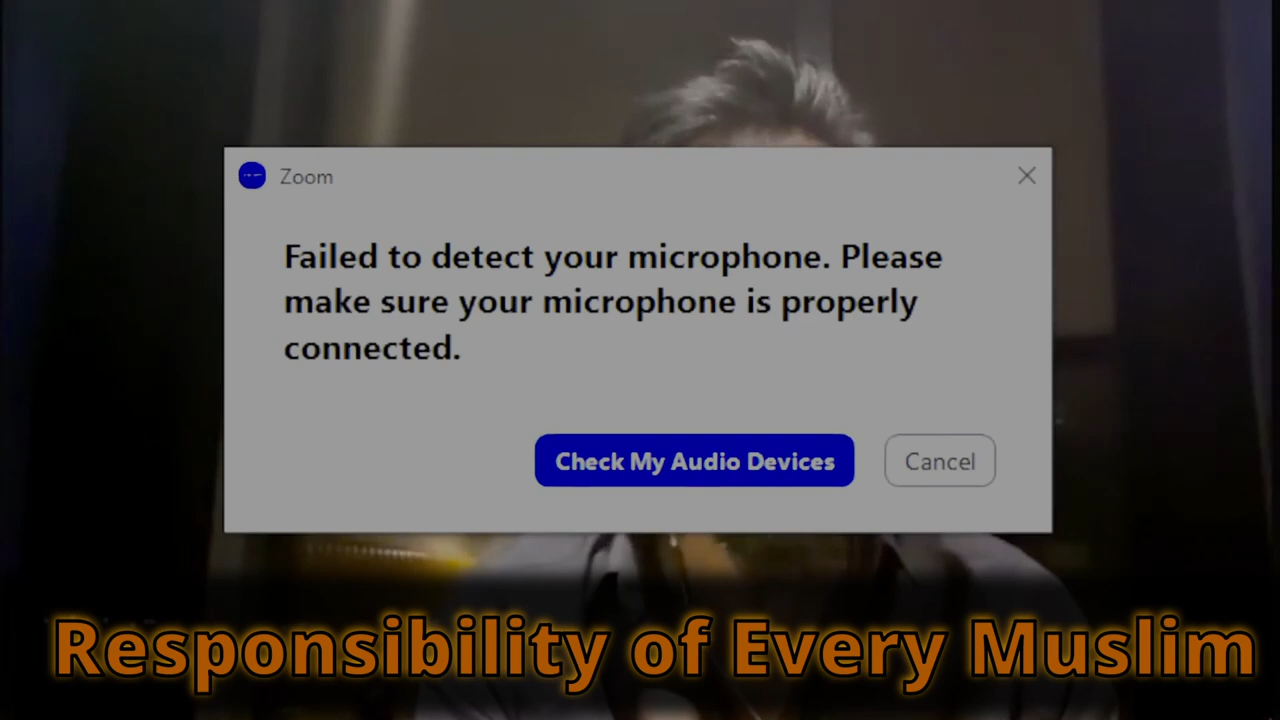 Zoom
Failed to detect your microphone. Please
make sure your microphone is properly
connected.
Check My Audio Devices
Cancel
Responsibility of Every Muslim